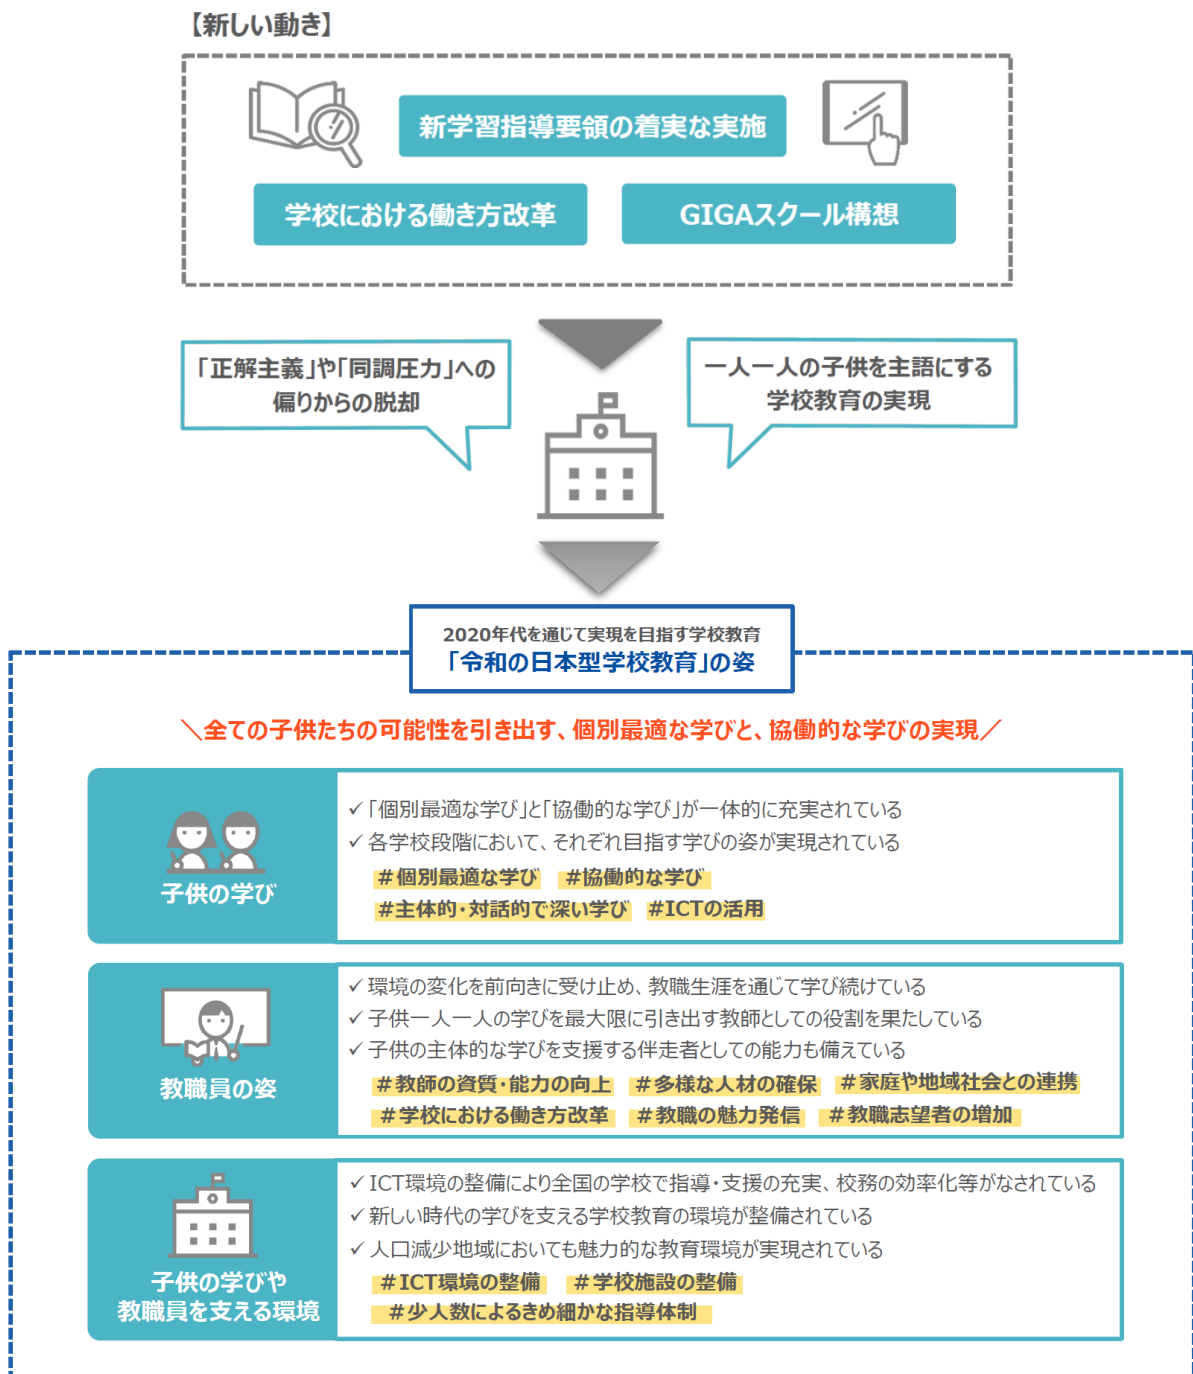 【新しい動き】
新学習指導要領の着実な実施
学校における働き方改革
GIGAスクール構想
「正解主義」や「同調圧力」への
偏りからの脱却
一人一人の子供を主語にする
学校教育の実現
2020年代を通じて実現を目指す学校教育
「令和の日本型学校教育」の姿
＼全ての子供たちの可能性を引き出す、個別最適な学びと、協働的な学びの実現／
子供の学び
✓「個別最適な学び」と「協働的な学び」が一体的に充実されている
✓各学校段階において、それぞれ目指す学びの姿が実現されている
#個別最適な学び #協働的な学び
#主体的・対話的で深い学び #ICTの活用
教職員の姿
✓環境の変化を前向きに受け止め、教職生涯を通じて学び続けている
✓子供一人一人の学びを最大限に引き出す教師としての役割を果たしている
✓子供の主体的な学びを支援する伴走者としての能力も備えている
#教師の資質・能力の向上 #多様な人材の確保 #家庭や地域社会との連携
#学校における働き方改革 #教職の魅力発信 #教職志望者の増加
子供の学びや
教職員を支える環境
✓ICT環境の整備により全国の学校で指導・支援の充実、校務の効率化等がなされている
✓新しい時代の学びを支える学校教育の環境が整備されている
✓人口減少地域においても魅力的な教育環境が実現されている
#ICT環境の整備 #学校施設の整備
#少人数によるきめ細かな指導体制